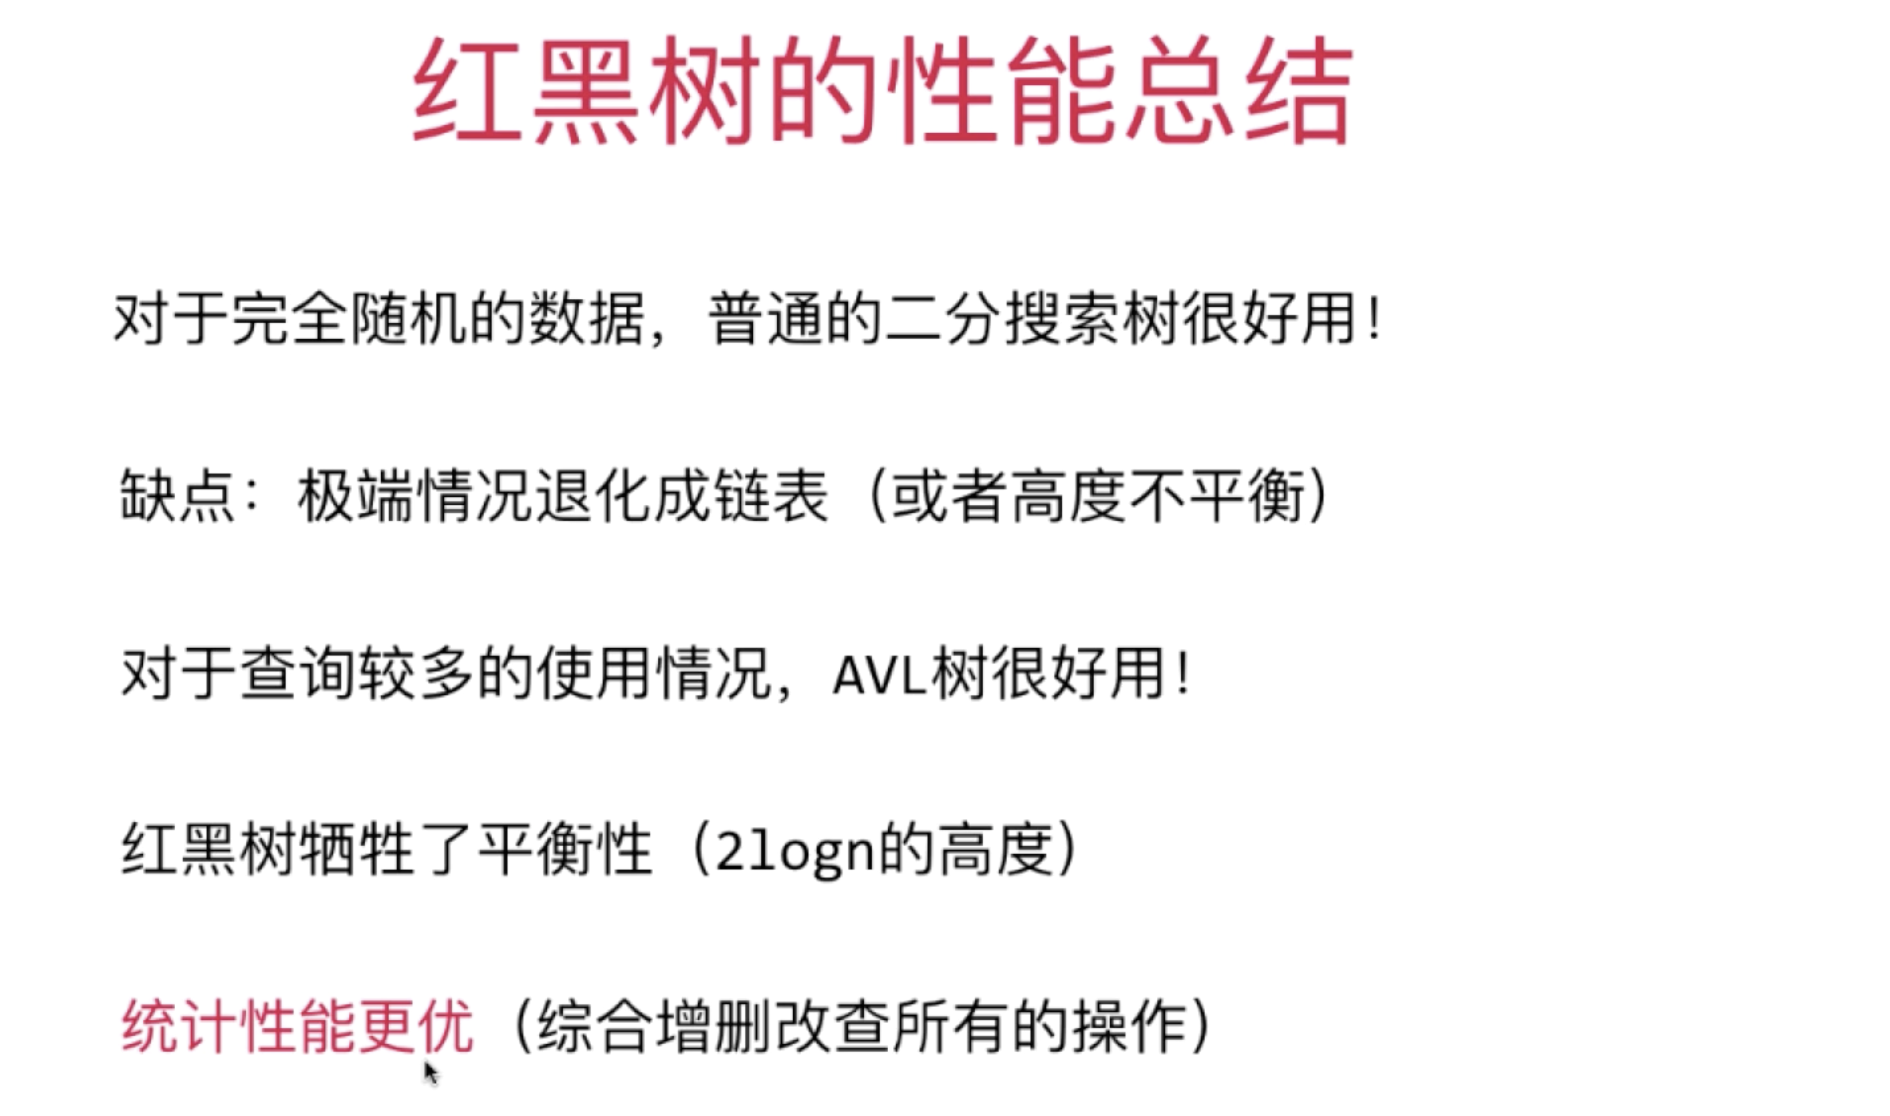 红黑树的性能总结
对于完全随机的数据，普通的二分搜索树很好用！
缺点：极端情况退化成链表（或者高度不平衡）
对于查询较多的使用情况，AVL树很好用！
红黑树牺牲了平衡性（2logn的高度）
统计性能更优（综合增删改查所有的操作）